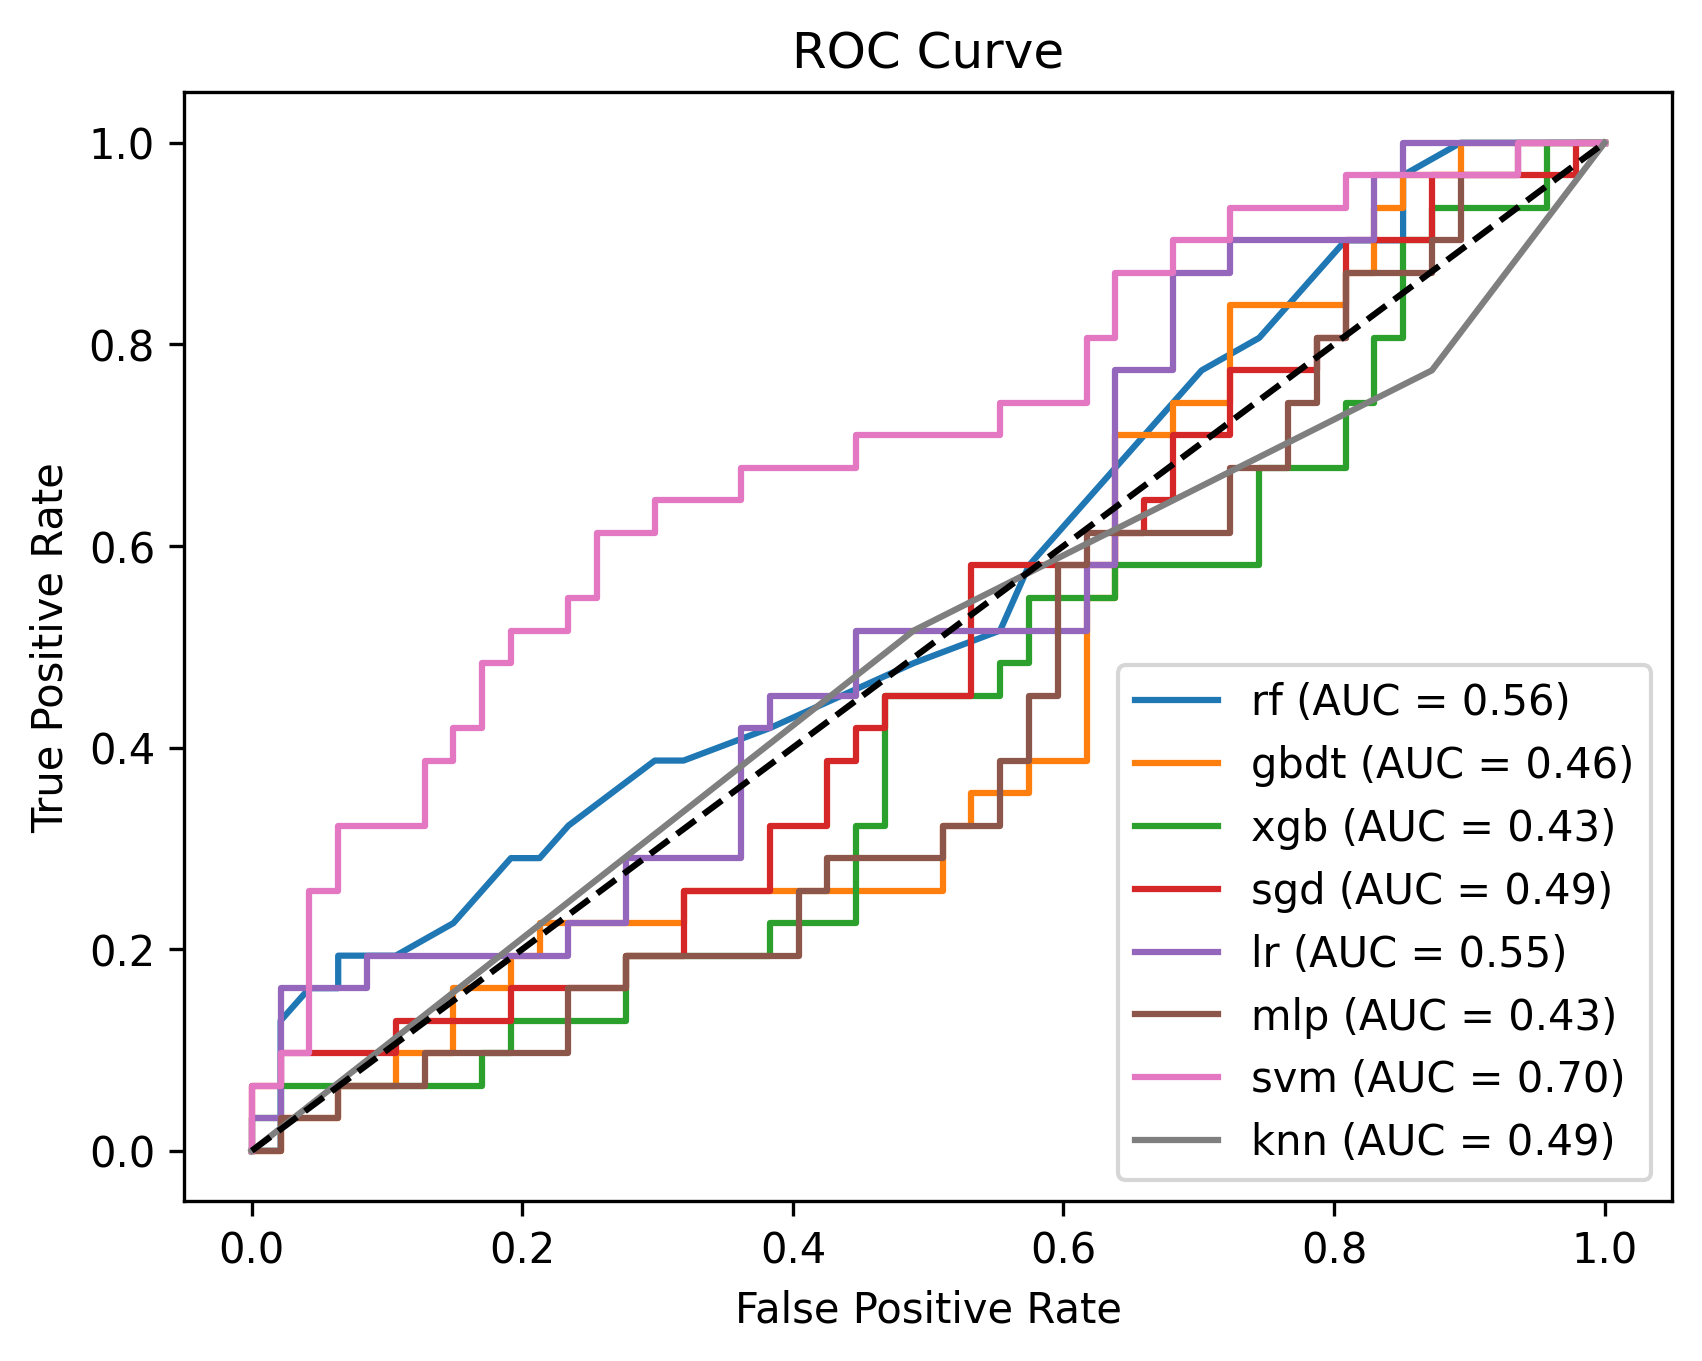 ROC Curve
True Positive Rate
1.0
0.8
0.6
0.4
0.2
0.0
rf (AUC = 0.56)
gbdt (AUC = 0.46)
xgb (AUC = 0.43)
sgd (AUC = 0.49)
lr (AUC = 0.55)
mlp (AUC = 0.43)
svm (AUC = 0.70)
knn (AUC = 0.49)
0.0 0.2 0.4 0.6 0.8 1.0
False Positive Rate